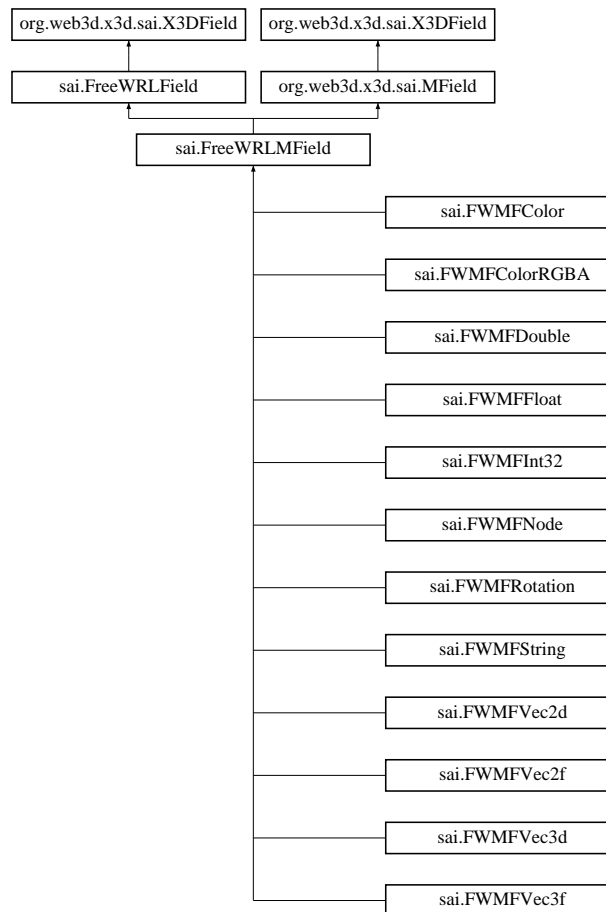 org.web3d.x3d.sai.X3DField
org.web3d.x3d.sai.X3DField
sai.FreeWRLField
org.web3d.x3d.sai.MField
sai.FreeWRLMField
sai.FWMFColor
sai.FWMFColorRGBA
sai.FWMFDouble
sai.FWMFFloat
sai.FWMFInt32
sai.FWMFNode
sai.FWMFRotation
sai.FWMFString
sai.FWMFVec2d
sai.FWMFVec2f
sai.FWMFVec3d
sai.FWMFVec3f